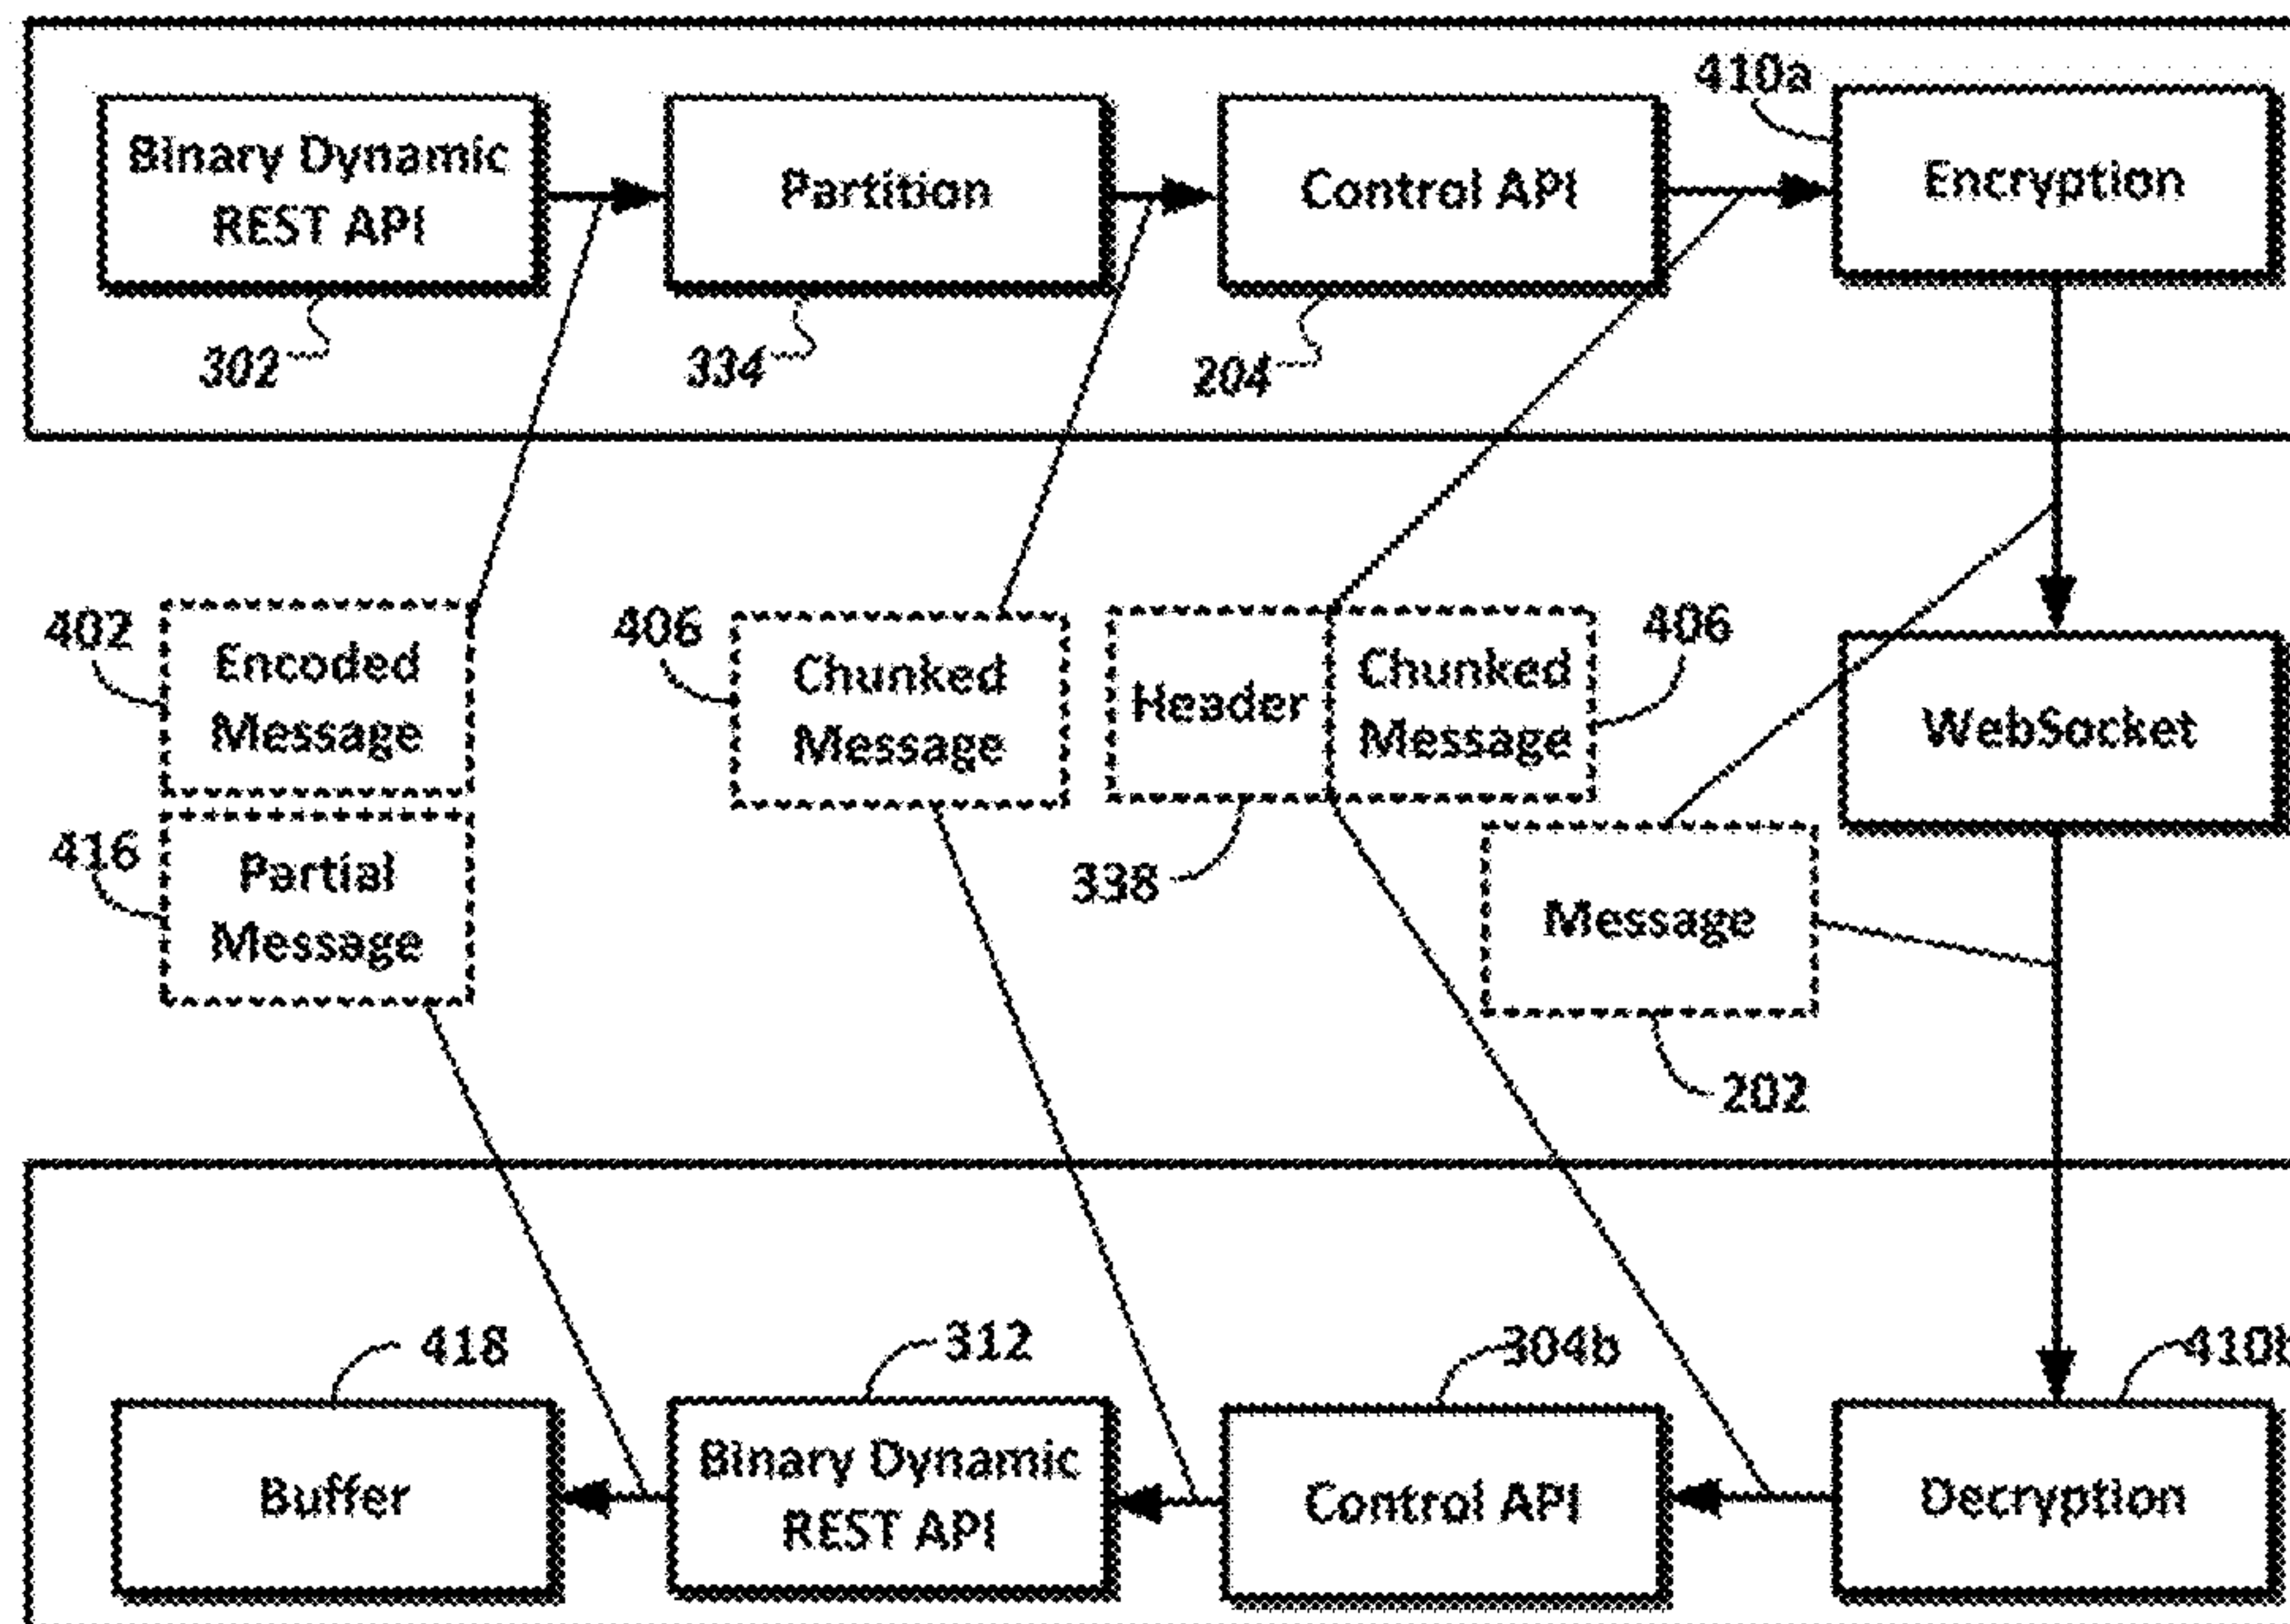 410a
Binary Dynamic
REST API
Partition
Control API
Encryption
302
334
204
402
Encoded
Message
406
Chunked
Message
Header
Chunked
Message
406
WebSocket
416
Partial
Message
338
Message
202
418
312
304b
410b
Buffer
Binary Dynamic
REST API
Control API
Decryption